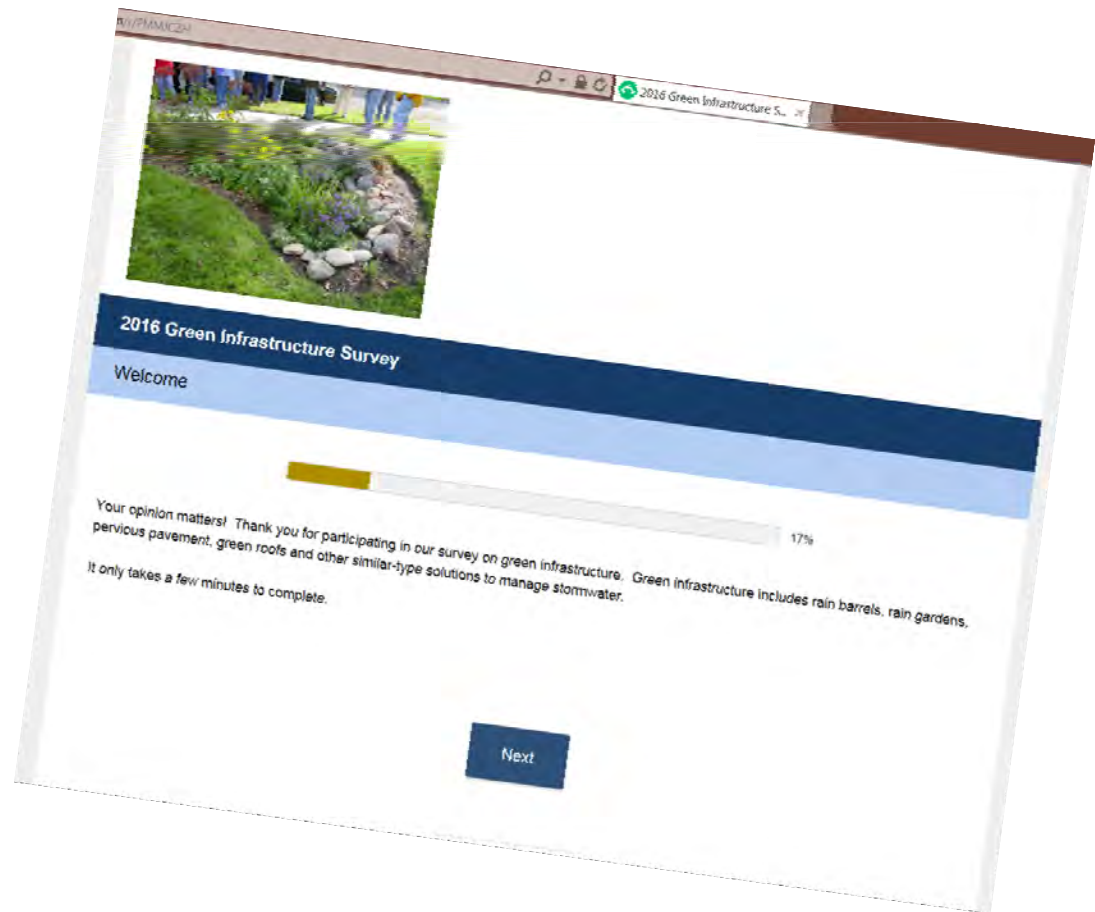 2016 Green Infrastructure S...
2016 Green Infrastructure Survey
Welcome
17%
Your opinion matters! Thank you for participating in our survey on green infrastructure. Green infrastructure includes rain barrels, rain gardens,
pervious pavement, green roofs and other similar-type solutions to manage stormwater.
It only takes a few minutes to complete.
Next